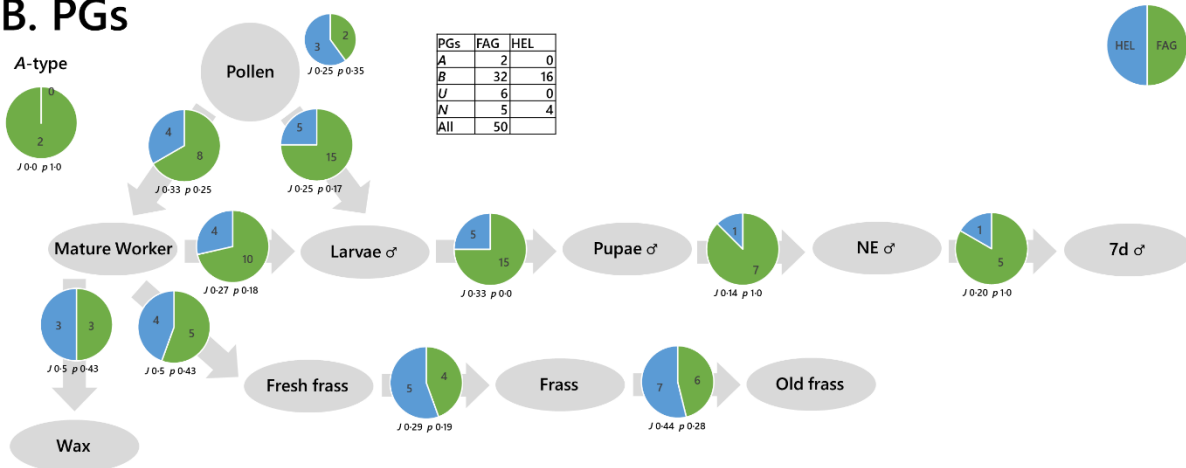 B. PGs
A-type
0
2
J 0·0 p 1·0
Pollen
3 2
J 0·25 p 0·35
PGs FAG HEL
A 2 0
B 32 16
U 6 0
N 5 4
All 50
HEL FAG
4 8
J 0·33 p 0·25
5 15
J 0·25 p 0·17
Mature Worker
4 10
J 0·27 p 0·18
Larvae ♂
5 15
J 0·33 p 0·0
Pupae ♂
1 7
J 0·14 p 1·0
NE ♂
1 5
J 0·20 p 1·0
7d ♂
3 3
J 0·5 p 0·43
4 5
J 0·5 p 0·43
Fresh frass
5 4
J 0·29 p 0·19
Frass
7 6
J 0·44 p 0·28
Old frass
Wax